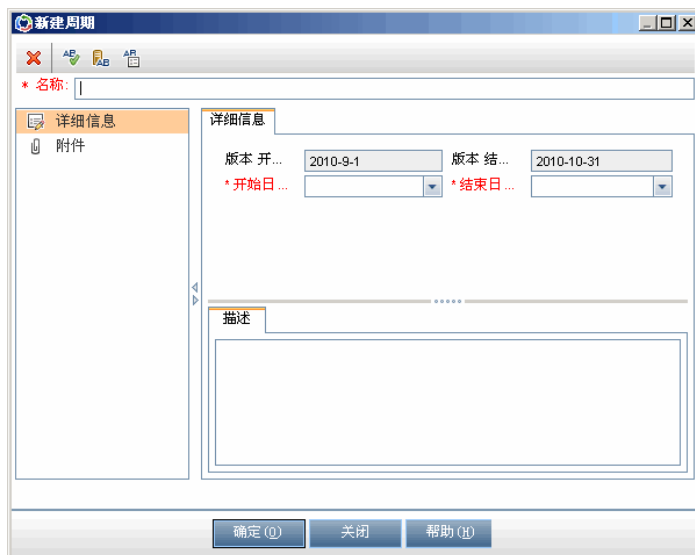 新建周期
* 名称:
详细信息
附件
详细信息
版本 开... 2010-9-1 版本 结... 2010-10-31
* 开始日... * 结束日...
描述
确定(O) 关闭 帮助(H)